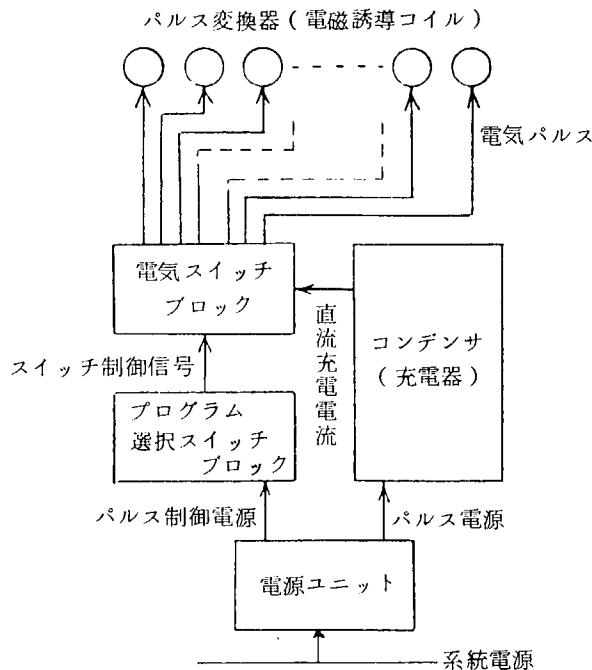 パルス変換器(電磁誘導コイル)
電気パルス
電気スイッチ
ブロック
直流充電電流
コンデンサ
(充電器)
スイッチ制御信号
プログラム
選択スイッチ
ブロック
パルス制御電源
パルス電源
電源ユニット
系統電源